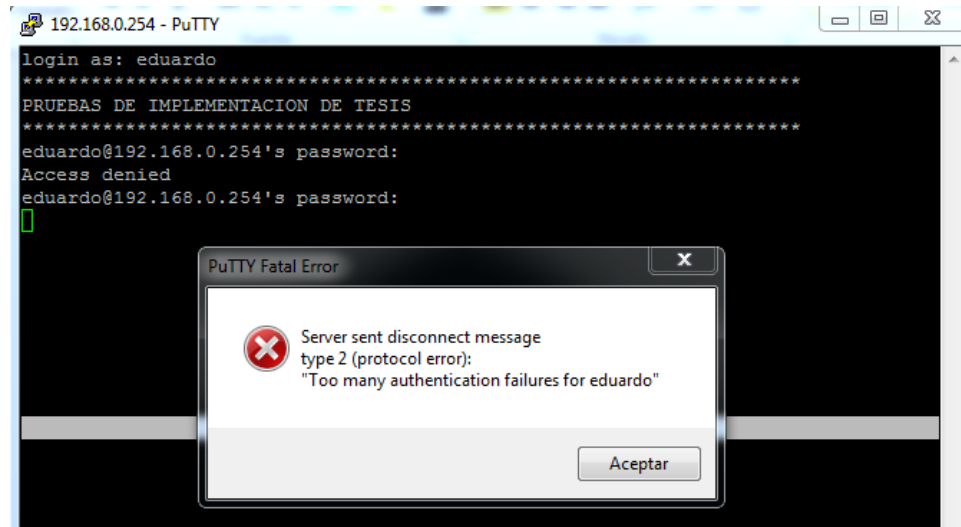 192.168.0.254 - PuTTY
login as: eduardo
********************************************************************
PRUEBAS DE IMPLEMENTACION DE TESIS
********************************************************************
eduardo@192.168.0.254's password:
Access denied
eduardo@192.168.0.254's password:
PuTTY Fatal Error
Server sent disconnect message
type 2 (protocol error):
"Too many authentication failures for eduardo"
Aceptar